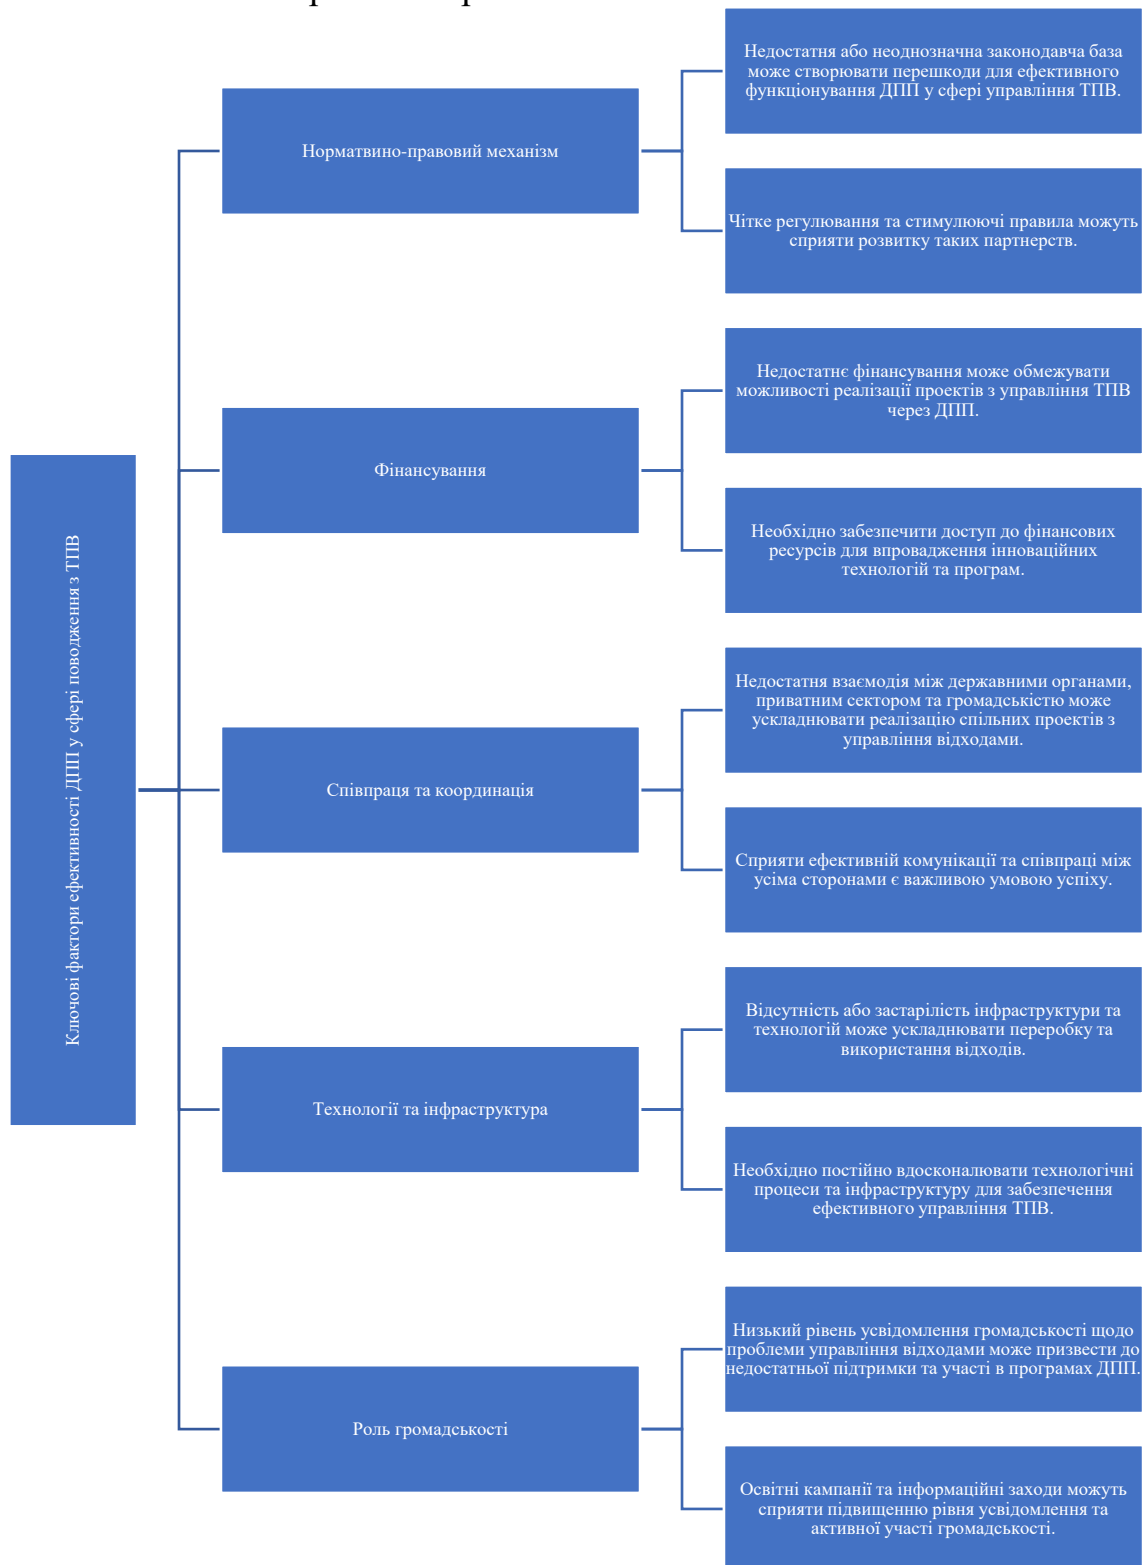 Ключові фактори ефективності ДПП у сфері поводження з ТПВ
Норматвино-правовий механізм
Недостатня або неоднозначна законодавча база
може створювати перешкоди для ефективного
функціонування ДПП у сфері управління ТПВ.
Чітке регулювання та стимулюючі правила можуть
сприяти розвитку таких партнерств.
Фінансування
Недостатнє фінансування може обмежувати
можливості реалізації проектів з управління ТПВ
через ДПП.
Необхідно забезпечити доступ до фінансових
ресурсів для впровадження інноваційних
технологій та програм.
Співпраця та координація
Недостатня взаємодія між державними органами,
приватним сектором та громадськістю може
ускладнювати реалізацію спільних проектів з
управління відходами.
Сприяти ефективній комунікації та співпраці між
усіма сторонами є важливою умовою успіху.
Технології та інфраструктура
Відсутність або застарілість інфраструктури та
технологій може ускладнювати переробку та
використання відходів.
Необхідно постійно вдосконалювати технологічні
процеси та інфраструктуру для забезпечення
ефективного управління ТПВ.
Роль громадськості
Низький рівень усвідомлення громадськості щодо
проблеми управління відходами може призвести до
недостатньої підтримки та участі в програмах ДПП.
Освітні кампанії та інформаційні заходи можуть
сприяти підвищенню рівня усвідомлення та
активної участі громадськості.